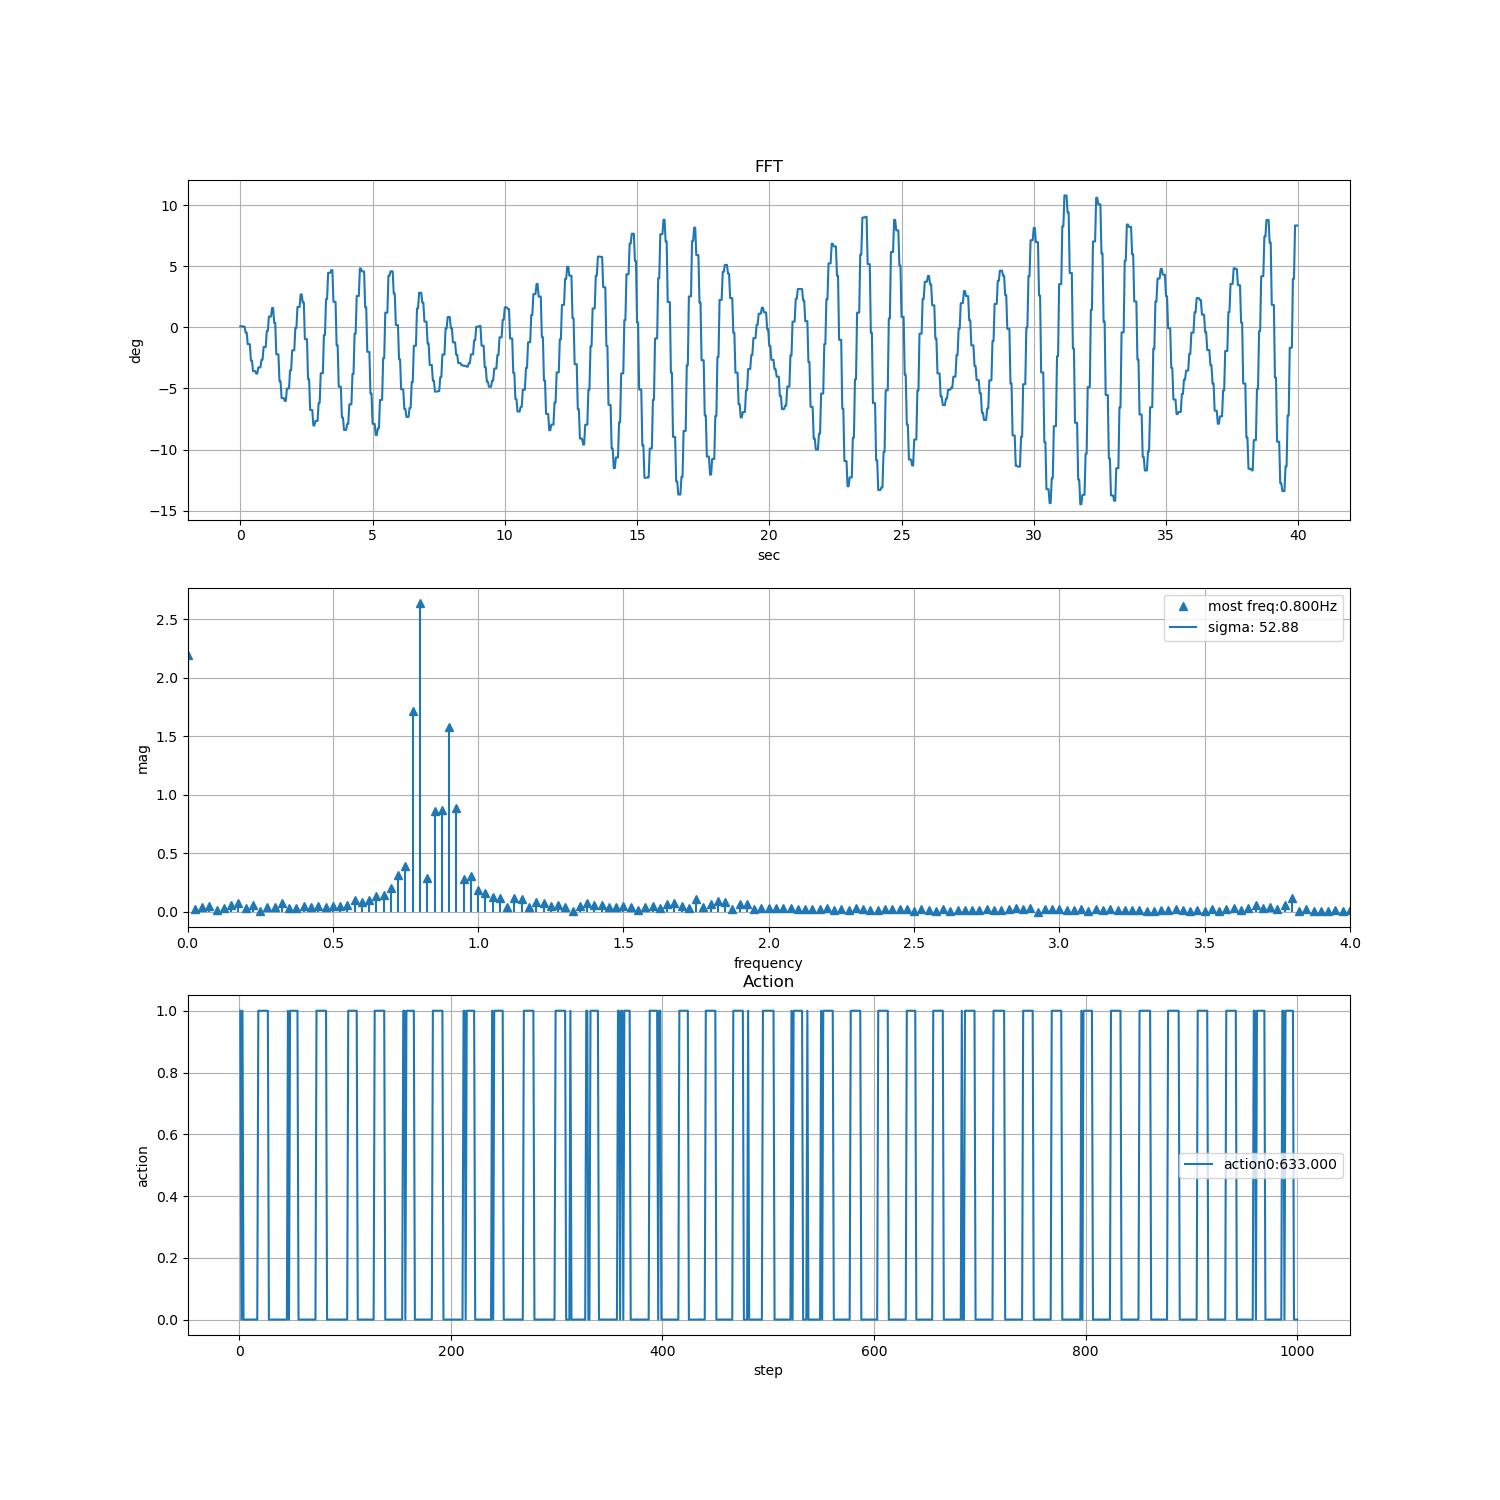 FFT
10
5
0
−5
−10
−15
deg
0 5 10 15 20 25 30 35 40
sec
2.5
2.0
1.5
1.0
0.5
0.0
mag
most freq:0.800Hz
sigma: 52.88
0.0 0.5 1.0 1.5 2.0 2.5 3.0 3.5 4.0
frequency
Action
1.0
0.8
0.6
0.4
0.2
0.0
action
action0:633.000
0 200 400 600 800 1000
step